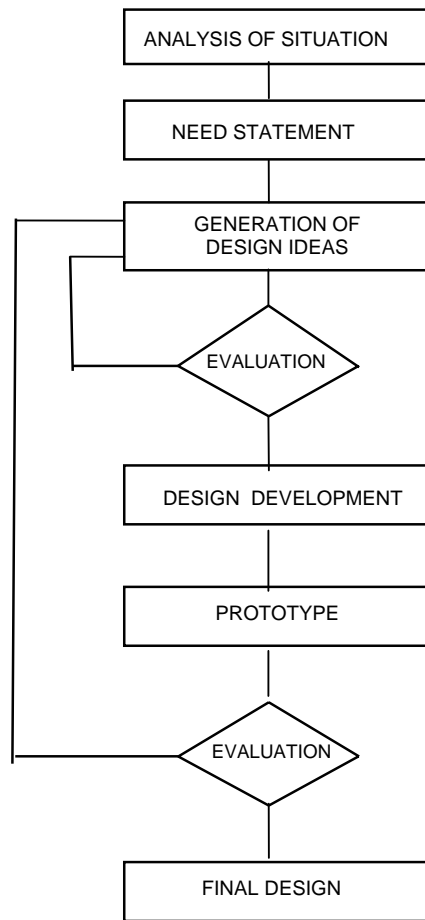 ANALYSIS OF SITUATION
NEED STATEMENT
GENERATION OF
DESIGN IDEAS
EVALUATION
DESIGN DEVELOPMENT
PROTOTYPE
EVALUATION
FINAL DESIGN